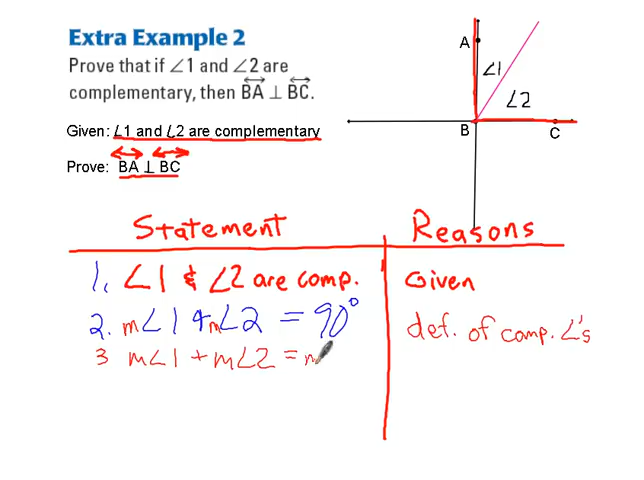 Extra Example 2
Prove that if ∠1 and ∠2 are
complementary, then BA ⊥ BC.
Given: ∠1 and ∠2 are complementary
Prove: BA ⊥ BC
A
∠1
∠2
B
C
Statement
Reasons
1. ∠1 & ∠2 are comp.
Given
2. m∠1 + m∠2 = 90°
def. of comp. ∠'s
3 m∠1 + m∠2 = m